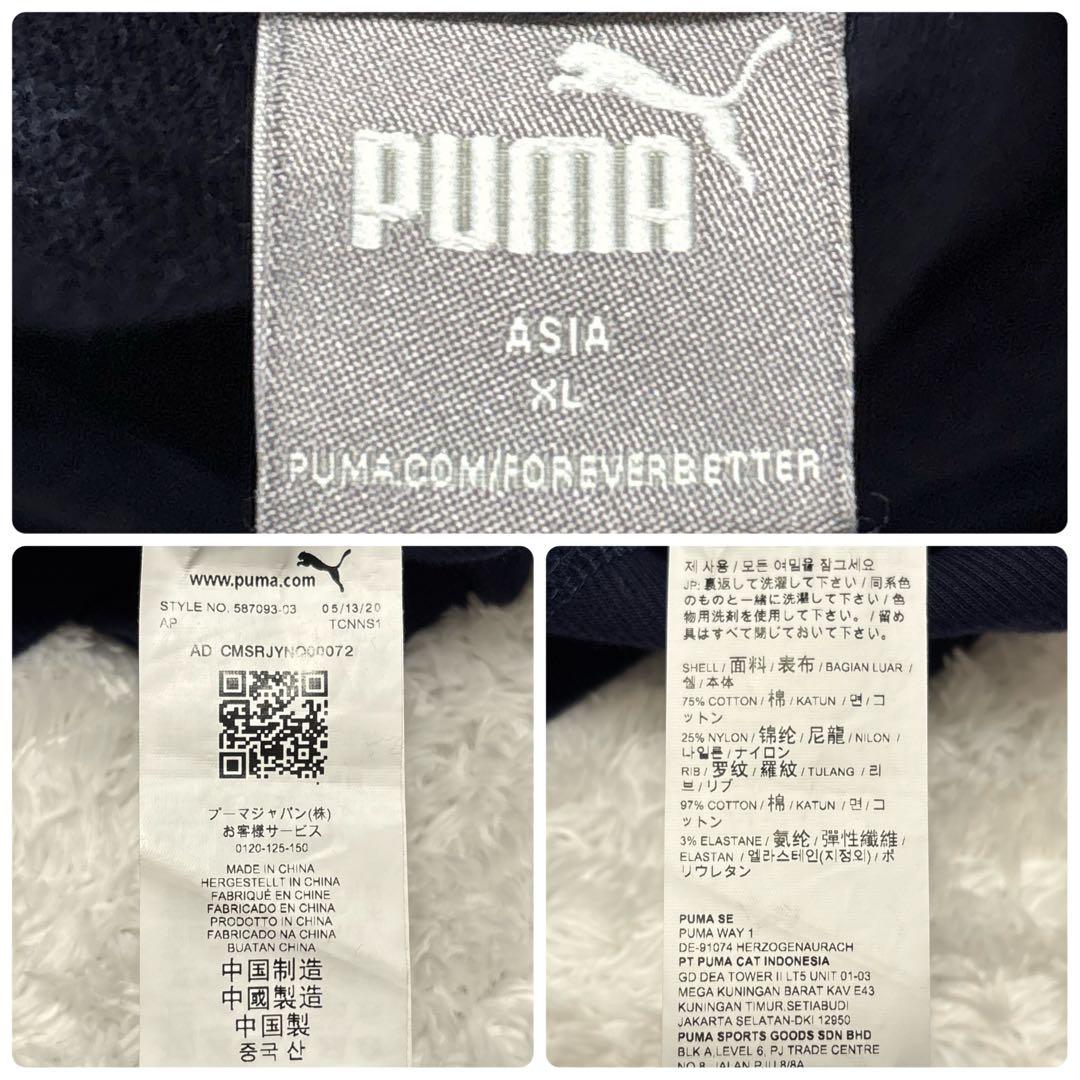 PUMA
ASIA
XL
PUMA.COM/FOREVERBETTER
www.puma.com
STYLE NO. 587093-03 05/13/20
AP TCNNS1
AD CMSRJYNO00072
プーマジャパン(株)
お客様サービス
0120-125-150
MADE IN CHINA
HERGESTELLT IN CHINA
FABRIQUÉ EN CHINE
FABRICADO EN CHINA
PRODOTTO IN CHINA
FABRICADO NA CHINA
BUATAN CHINA
中国制造
中國製造
中国製
중국 산
제 사용 / 모든 여밈을 잠그세요
JP: 裏返して洗濯して下さい / 同系色
のものと一緒に洗濯して下さい / 色
物用洗剤を使用して下さい。/ 留め
具はすべて閉じておいて下さい。
SHELL / 面料 / 表布 / BAGIAN LUAR /
쉘 / 本体
75% COTTON / 棉 / KATUN / 면 / コ
ットン
25% NYLON / 锦纶 / 尼龍 / NILON /
나일론 / ナイロン
RIB / 罗纹 / 羅紋 / TULANG / 리
브 / リブ
97% COTTON / 棉 / KATUN / 면 / コ
ットン
3% ELASTANE / 氨纶 / 彈性纖維 /
ELASTAN / 엘라스테인(지정외) / ポ
リウレタン
PUMA SE
PUMA WAY 1
DE-91074 HERZOGENAURACH
PT PUMA CAT INDONESIA
GD DEA TOWER II LT5 UNIT 01-03
MEGA KUNINGAN BARAT KAV E43
KUNINGAN TIMUR,SETIABUDI
JAKARTA SELATAN-DKI 12950
PUMA SPORTS GOODS SDN BHD
BLK A,LEVEL 6, PJ TRADE CENTRE
NO.8, JALAN PJU 8/8A